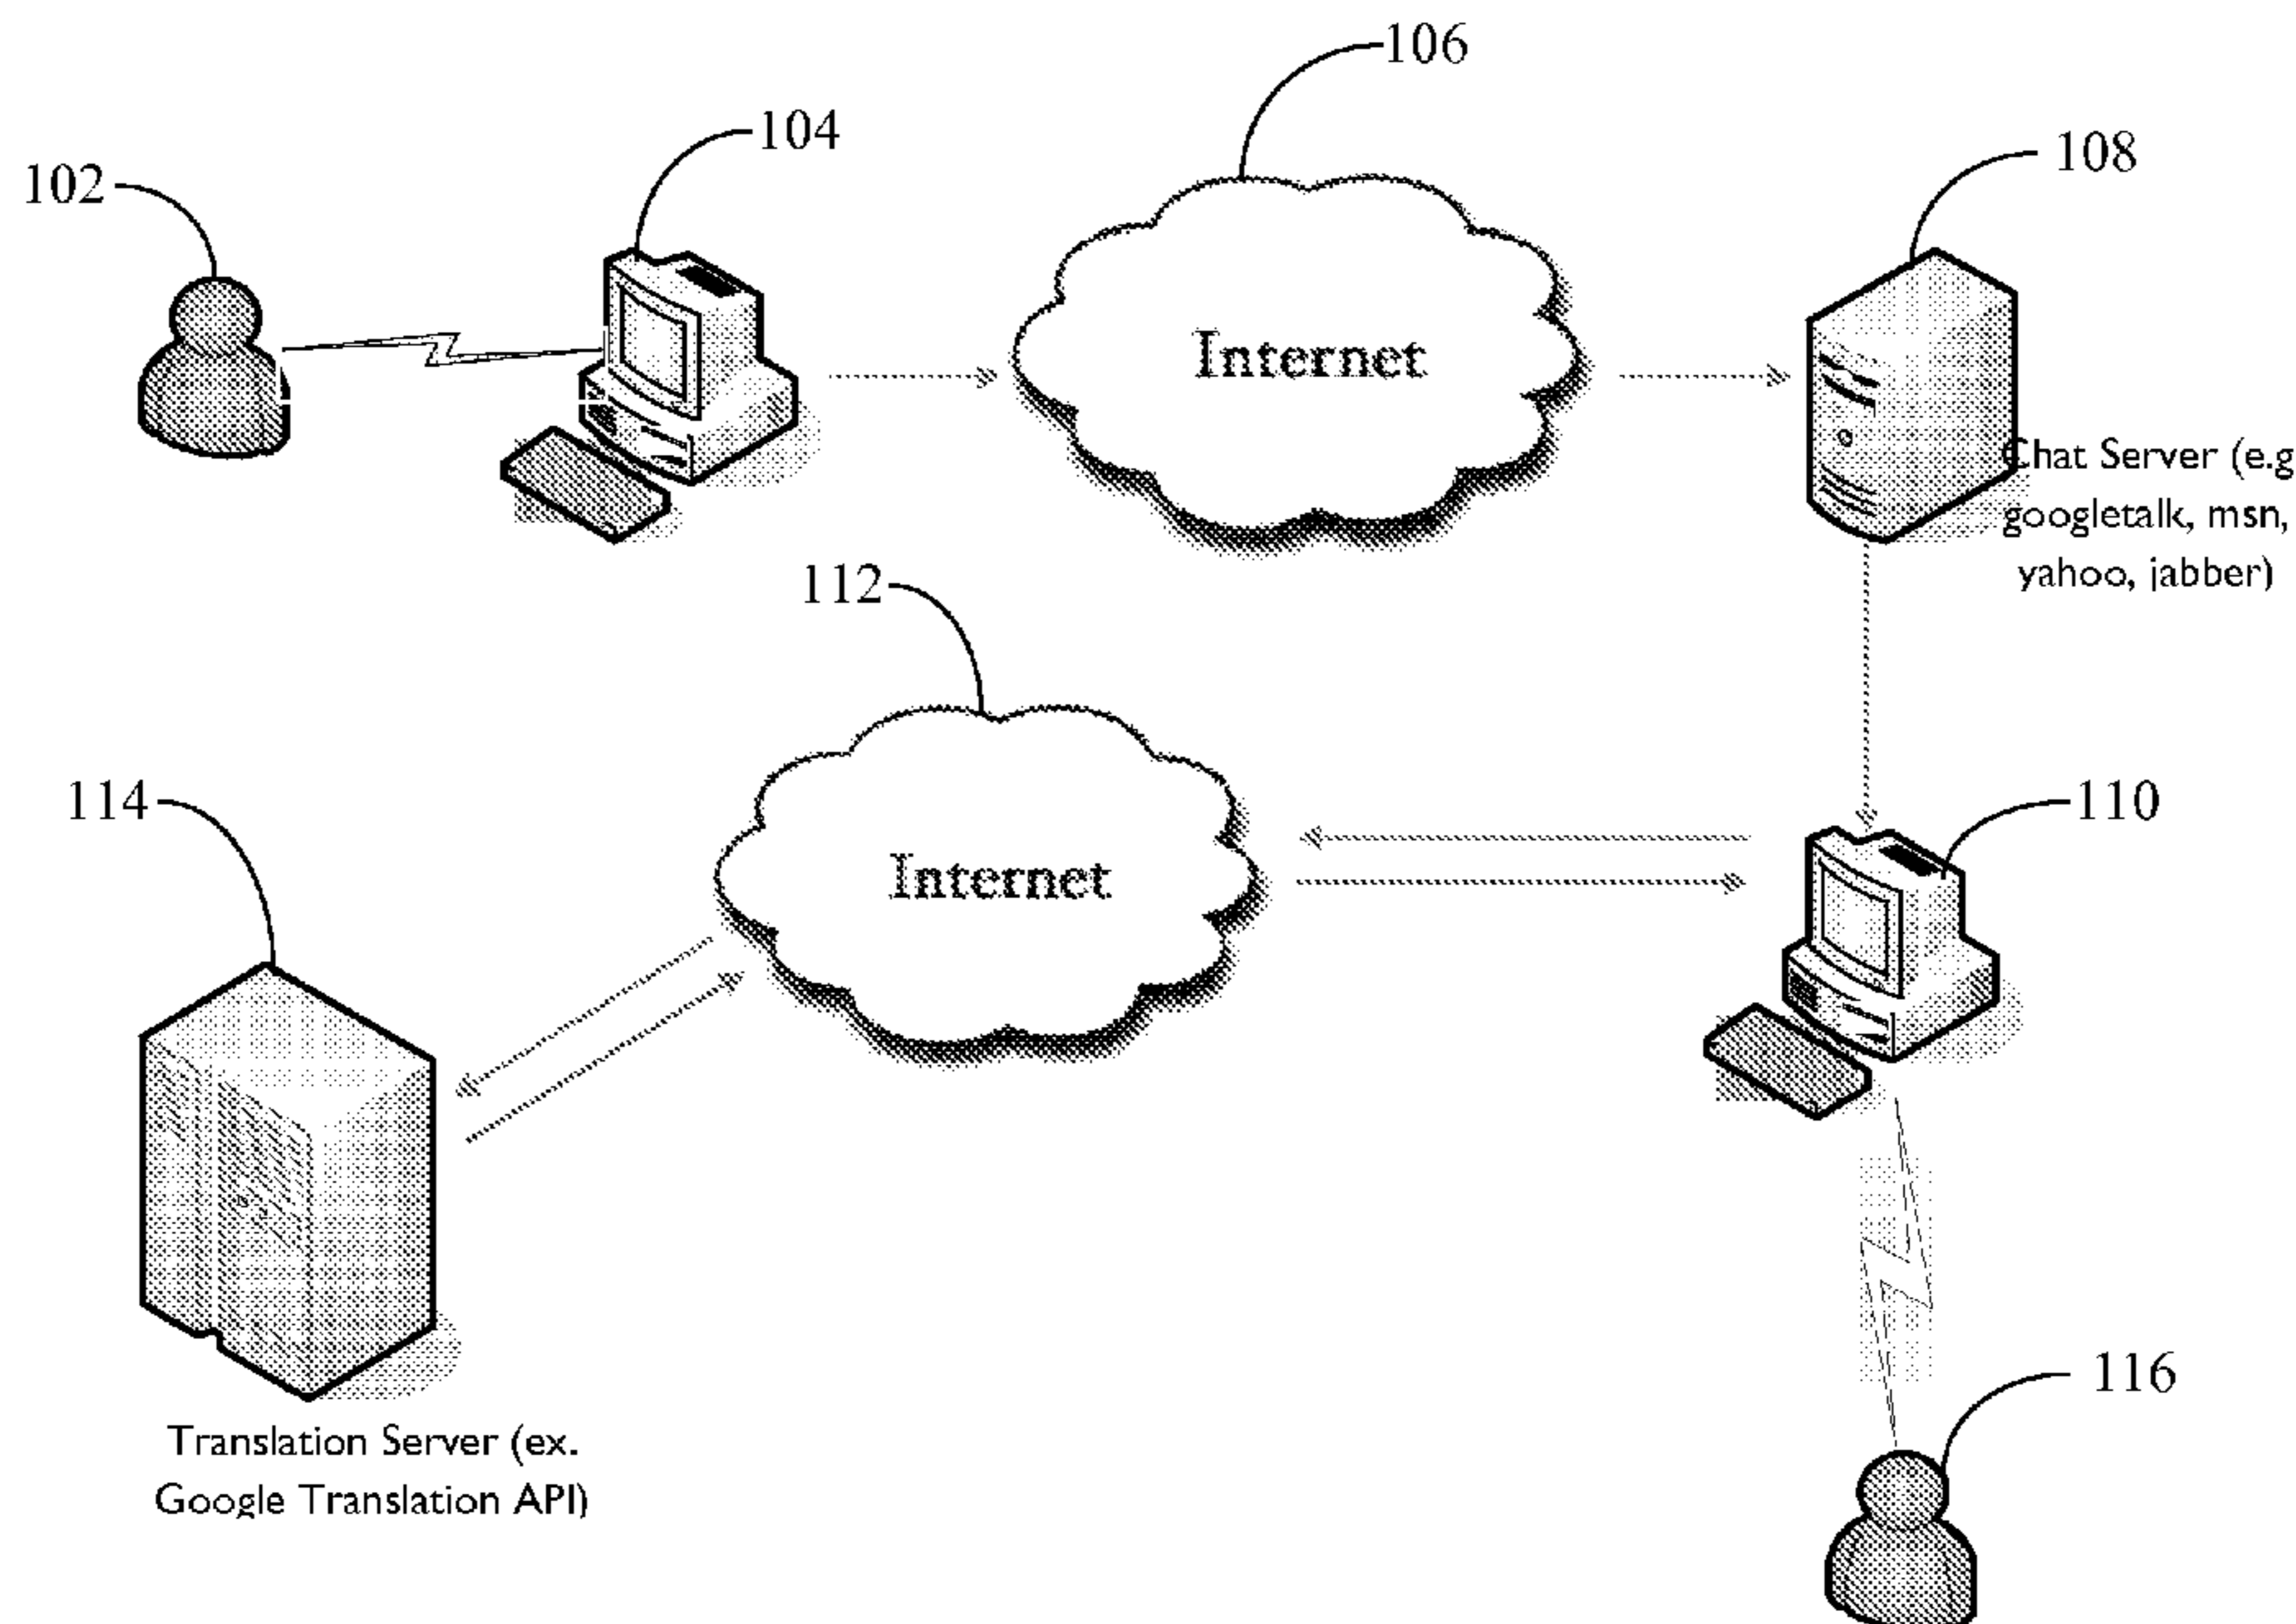 106
104
102
108
Internet
Chat Server (e.g
googletalk, msn,
yahoo, jabber)
112
114
110
Internet
116
Translation Server (ex.
Google Translation API)